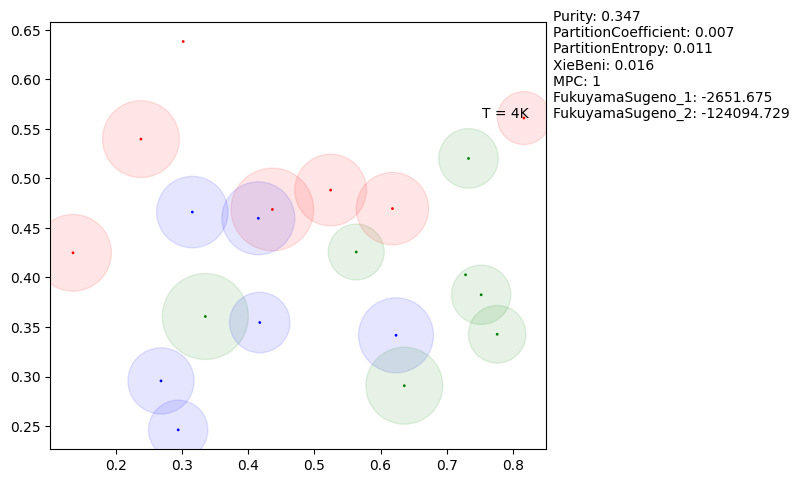 Purity: 0.347
PartitionCoefficient: 0.007
PartitionEntropy: 0.011
XieBeni: 0.016
MPC: 1
FukuyamaSugeno_1: -2651.675
FukuyamaSugeno_2: -124094.729
T = 4K
0.65
0.60
0.55
0.50
0.45
0.40
0.35
0.30
0.25
0.2 0.3 0.4 0.5 0.6 0.7 0.8